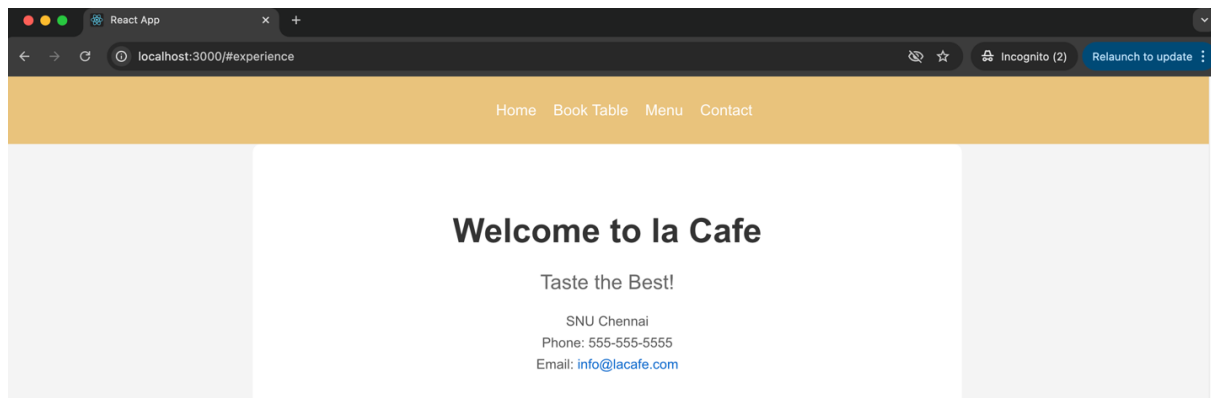 React App
localhost:3000/#experience
Incognito (2)
Relaunch to update
Home Book Table Menu Contact
Welcome to la Cafe
Taste the Best!
SNU Chennai
Phone: 555-555-5555
Email: info@lacafe.com